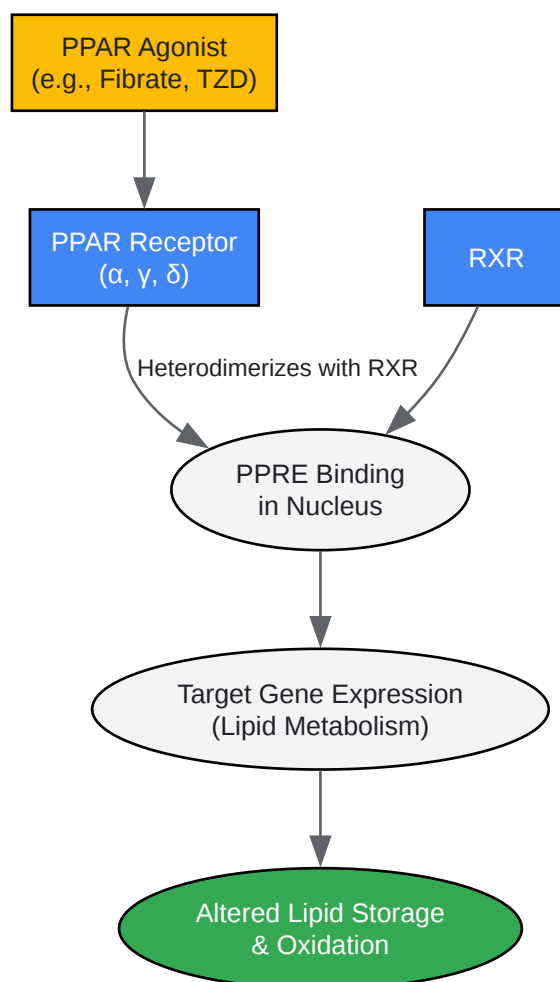 PPAR Agonist
(e.g., Fibrate, TZD)
PPAR Receptor
(α, γ, δ)
RXR
Heterodimerizes with RXR
PPRE Binding
in Nucleus
Target Gene Expression
(Lipid Metabolism)
Altered Lipid Storage
& Oxidation